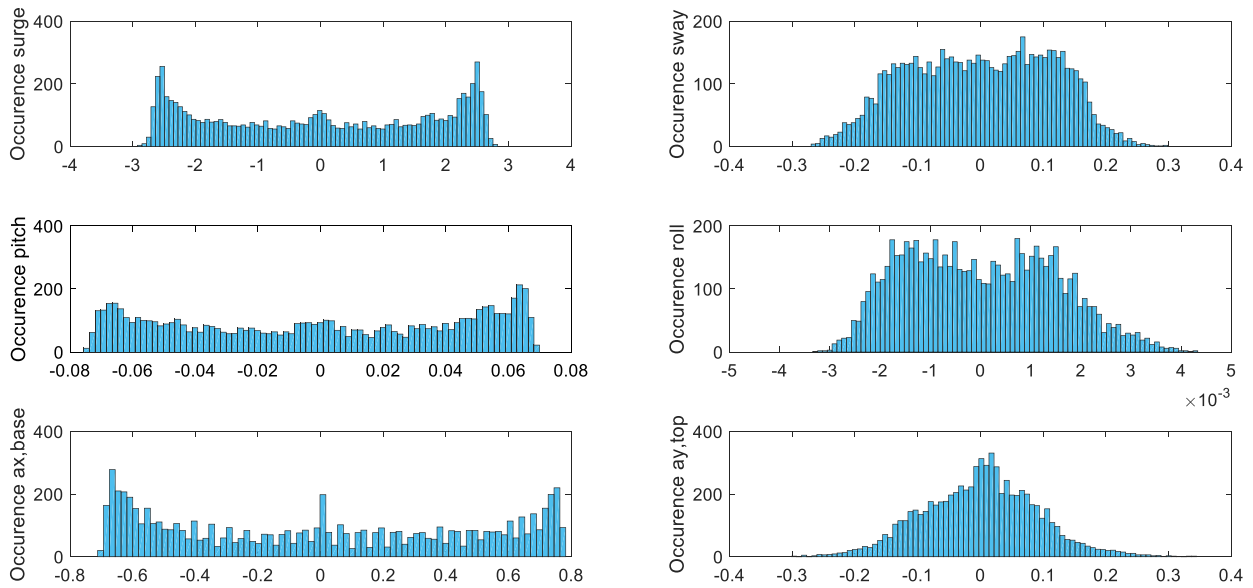 Occurence surge
400
200
0
-4 -3 -2 -1 0 1 2 3 4
Occurence sway
200
100
0
-0.4 -0.3 -0.2 -0.1 0 0.1 0.2 0.3 0.4
Occurence pitch
400
200
0
-0.08 -0.06 -0.04 -0.02 0 0.02 0.04 0.06 0.08
Occurence roll
200
100
0
-5 -4 -3 -2 -1 0 1 2 3 4 5
×10-3
Occurence ax,base
400
200
0
-0.8 -0.6 -0.4 -0.2 0 0.2 0.4 0.6 0.8
Occurence ay,top
400
200
0
-0.4 -0.3 -0.2 -0.1 0 0.1 0.2 0.3 0.4